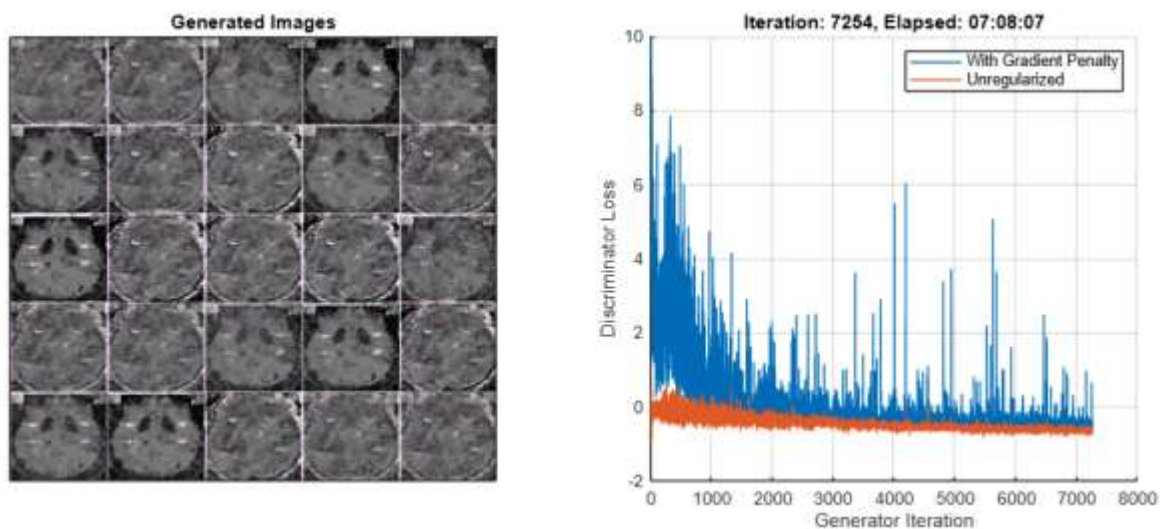 Generated Images
Iteration: 7254, Elapsed: 07:08:07
With Gradient Penalty
Unregularized
Discriminator Loss
10
8
6
4
2
0
-2
0 1000 2000 3000 4000 5000 6000 7000 8000
Generator Iteration